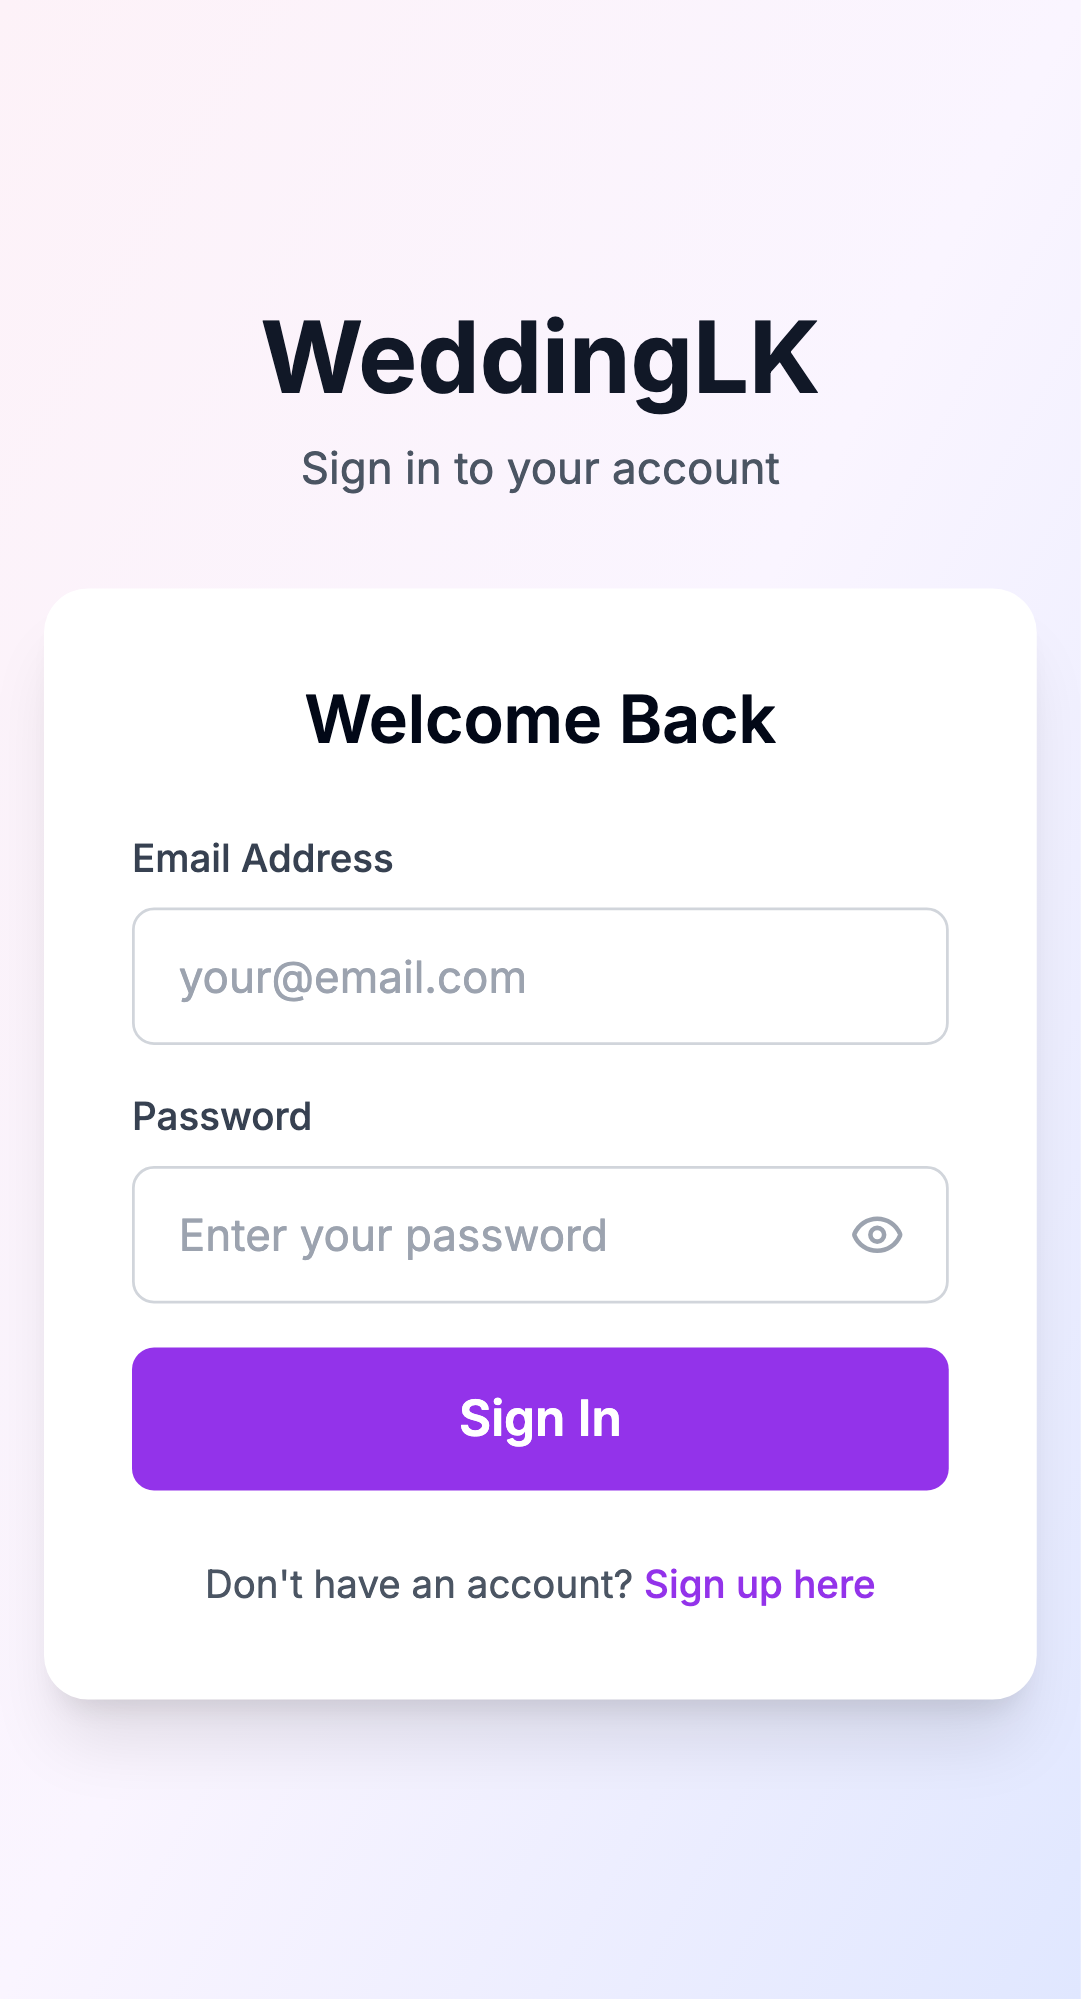 WeddingLK
Sign in to your account
Welcome Back
Email Address
your@email.com
Password
Enter your password
Sign In
Don't have an account? Sign up here